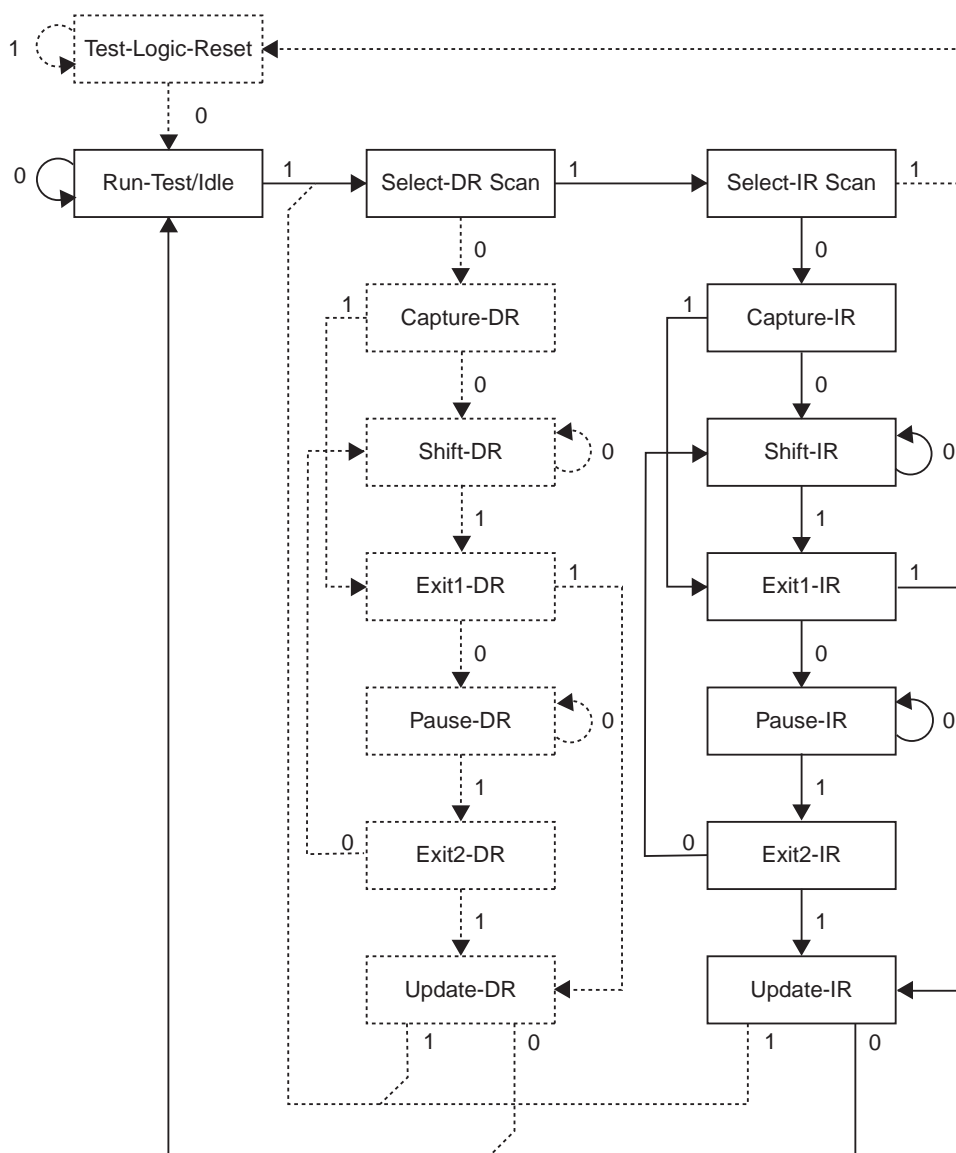 1
Test-Logic-Reset
0
0
Run-Test/Idle
1
Select-DR Scan
1
Select-IR Scan
1
0
0
1
Capture-DR
1
Capture-IR
0
0
Shift-DR
0
Shift-IR
0
1
1
Exit1-DR
1
Exit1-IR
1
0
0
Pause-DR
0
Pause-IR
0
1
1
0
Exit2-DR
0
Exit2-IR
1
1
Update-DR
Update-IR
1
0
1
0